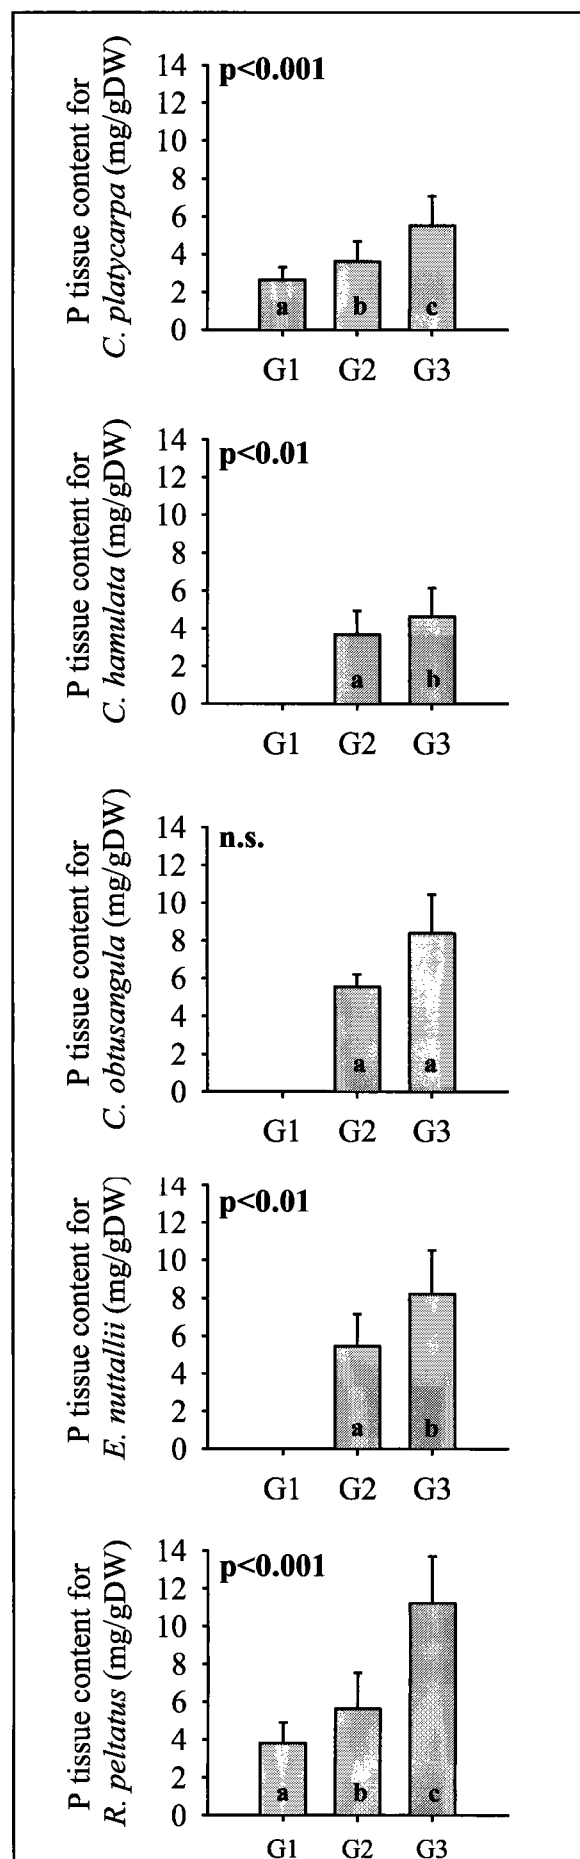 P tissue content for
C. platycarpa (mg/gDW)
14
12
10
8
6
4
2
0
p<0.001
a
b
c
G1
G2
G3
P tissue content for
C. hamulata (mg/gDW)
14
12
10
8
6
4
2
0
p<0.01
a
b
G1
G2
G3
P tissue content for
C. obtusangula (mg/gDW)
14
12
10
8
6
4
2
0
n.s.
a
a
G1
G2
G3
P tissue content for
E. nuttallii (mg/gDW)
14
12
10
8
6
4
2
0
p<0.01
a
b
G1
G2
G3
P tissue content for
R. peltatus (mg/gDW)
14
12
10
8
6
4
2
0
p<0.001
a
b
c
G1
G2
G3